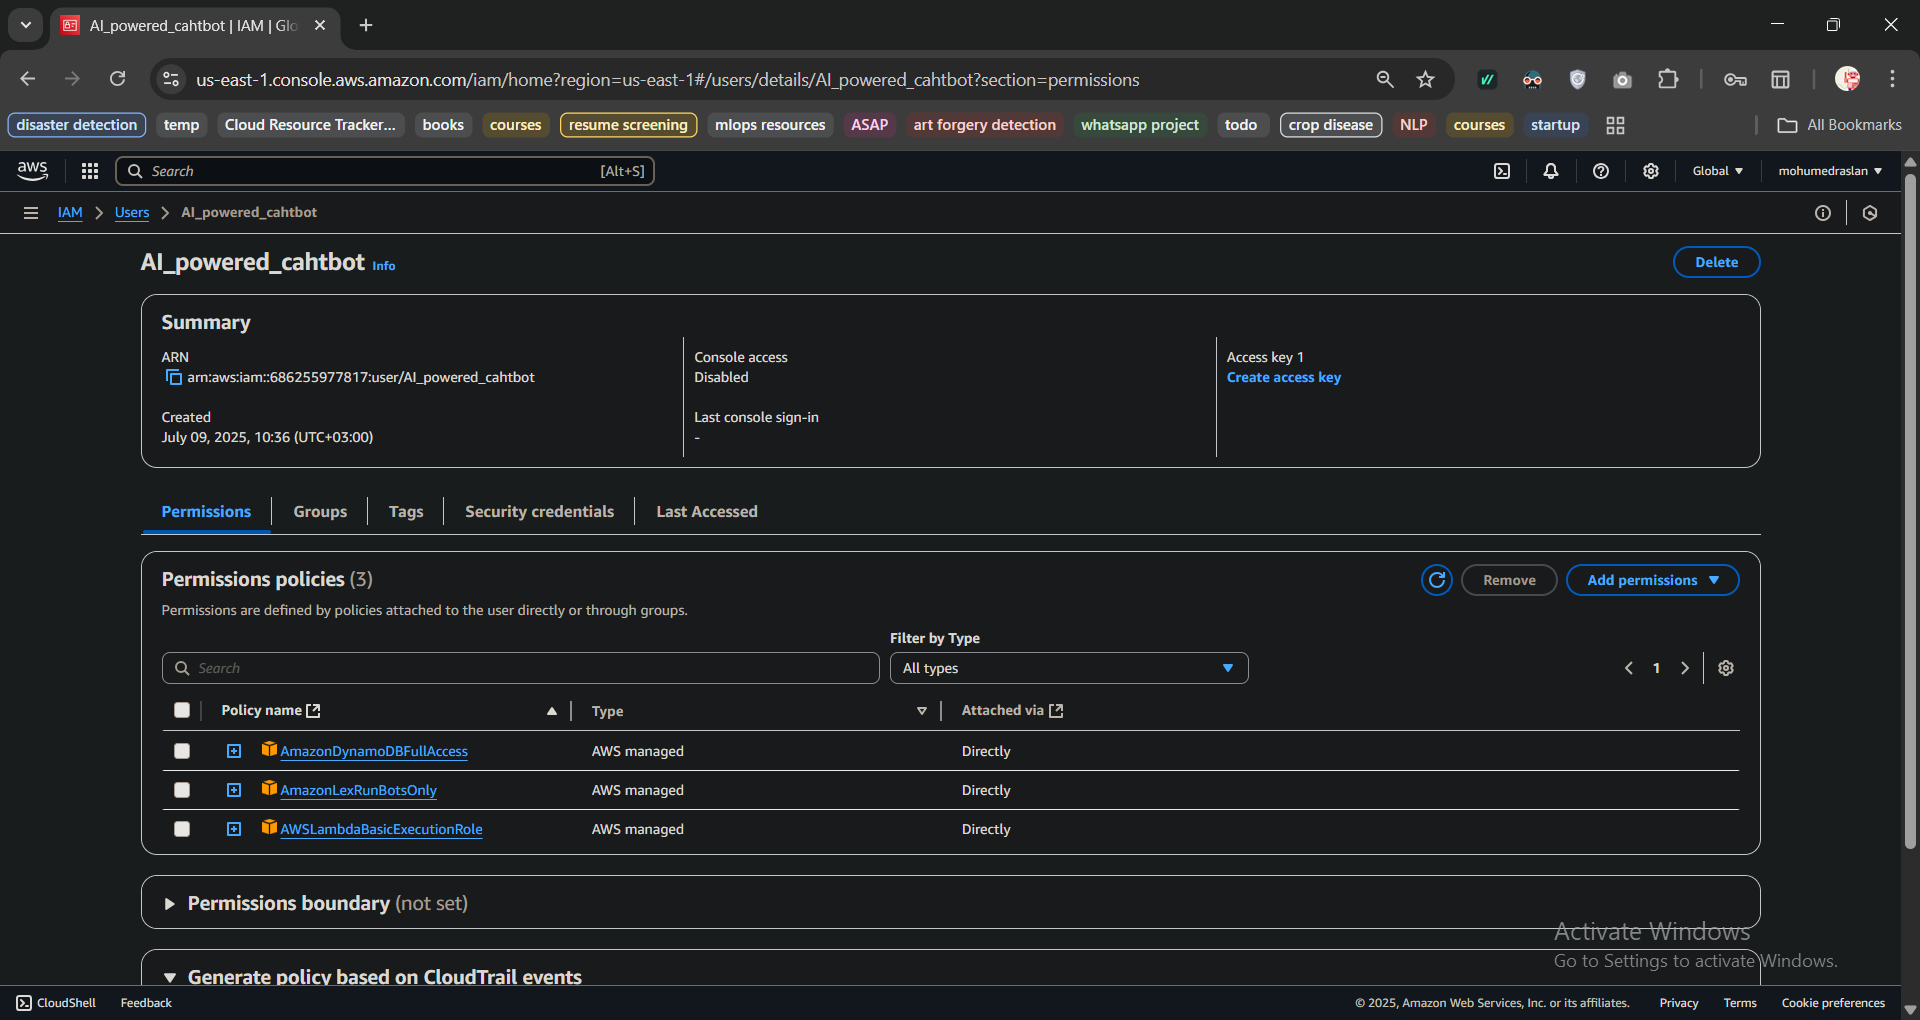 AI_powered_cahtbot | IAM | Glo
us-east-1.console.aws.amazon.com/iam/home?region=us-east-1#/users/details/AI_powered_cahtbot?section=permissions
disaster detection temp Cloud Resource Tracker... books courses resume screening mlops resources ASAP art forgery detection whatsapp project todo crop disease NLP courses startup All Bookmarks
aws Search [Alt+S] Global mohumedraslan
IAM Users AI_powered_cahtbot
AI_powered_cahtbot Info Delete
Summary
ARN Console access Access key 1
arn:aws:iam::686255977817:user/AI_powered_cahtbot Disabled Create access key
Created Last console sign-in
July 09, 2025, 10:36 (UTC+03:00) -
Permissions Groups Tags Security credentials Last Accessed
Permissions policies (3) Remove Add permissions
Permissions are defined by policies attached to the user directly or through groups.
Filter by Type
Search All types 1
Policy name Type Attached via
AmazonDynamoDBFullAccess AWS managed Directly
AmazonLexRunBotsOnly AWS managed Directly
AWSLambdaBasicExecutionRole AWS managed Directly
Permissions boundary (not set)
Activate Windows
Go to Settings to activate Windows.
Generate policy based on CloudTrail events
CloudShell Feedback © 2025, Amazon Web Services, Inc. or its affiliates. Privacy Terms Cookie preferences